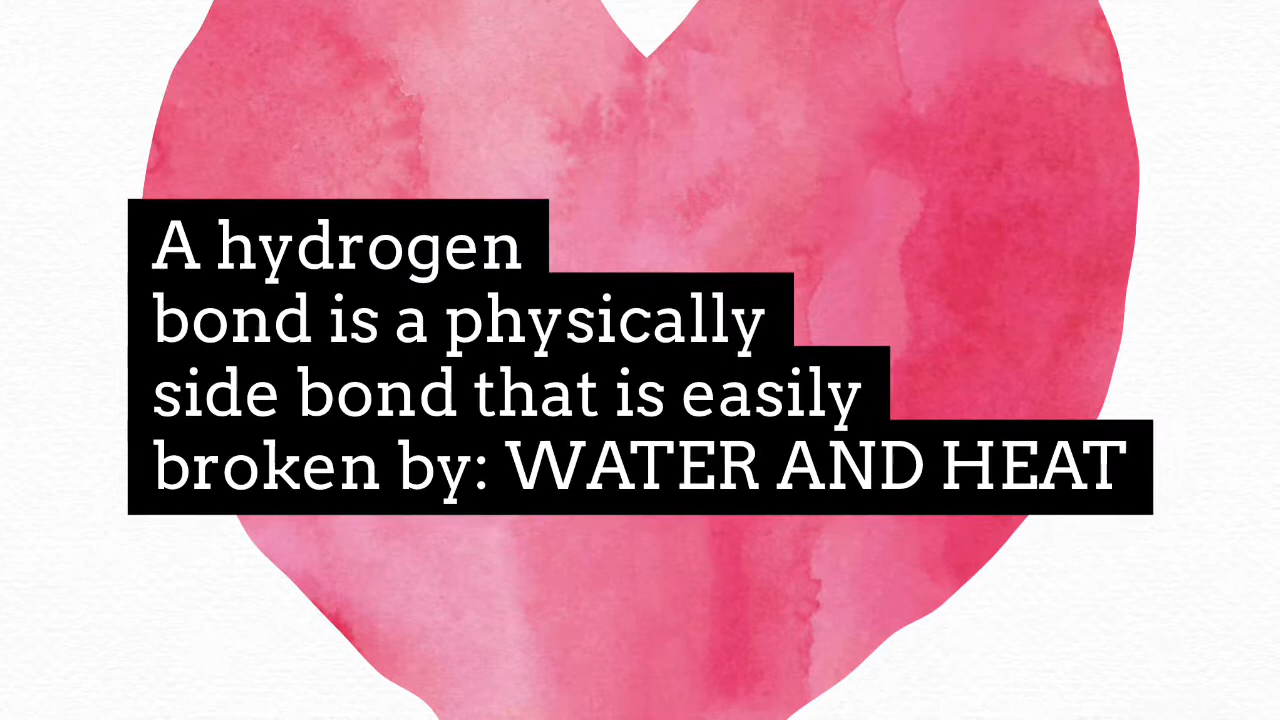 A hydrogen
bond is a physically
side bond that is easily
broken by: WATER AND HEAT